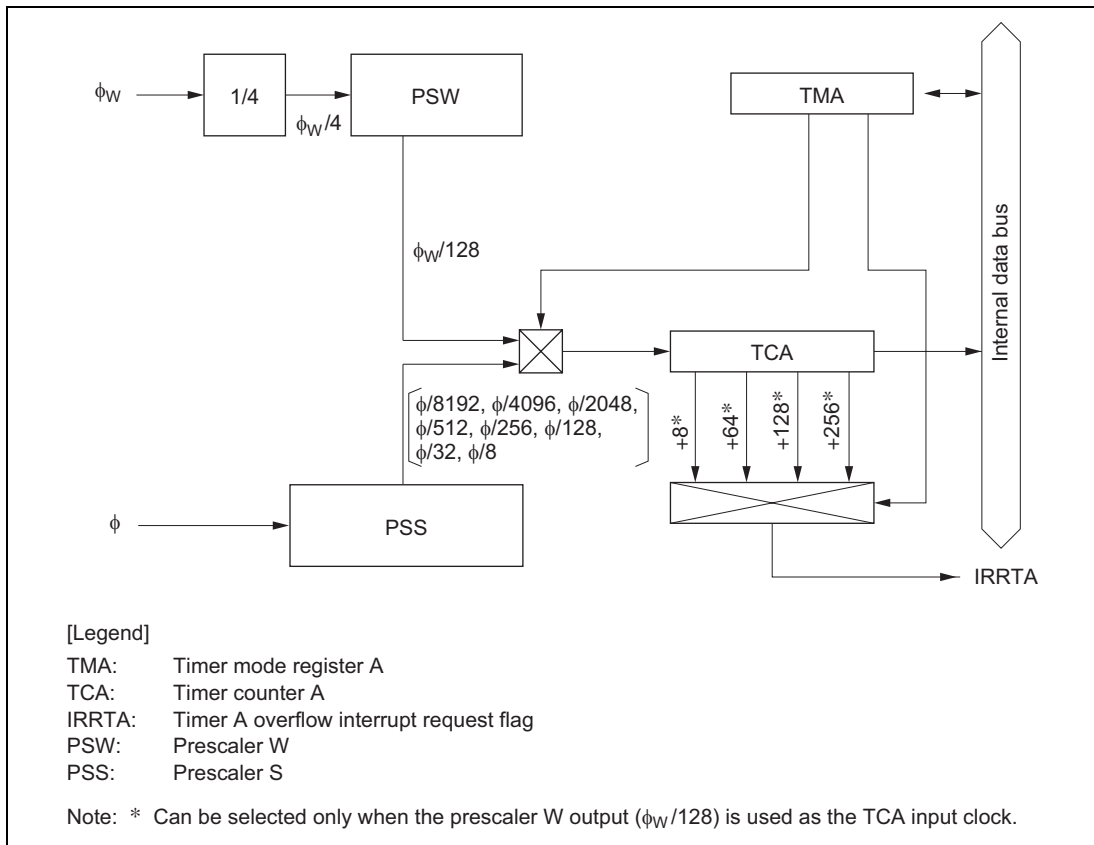 ϕW
1/4
ϕW/4
PSW
TMA
ϕW/128
Internal data bus
TCA
ϕ/8192, ϕ/4096, ϕ/2048,
ϕ/512, ϕ/256, ϕ/128,
ϕ/32, ϕ/8
+8*
+64*
+128*
+256*
ϕ
PSS
IRRTA
[Legend]
TMA: Timer mode register A
TCA: Timer counter A
IRRTA: Timer A overflow interrupt request flag
PSW: Prescaler W
PSS: Prescaler S
Note: * Can be selected only when the prescaler W output (ϕW/128) is used as the TCA input clock.